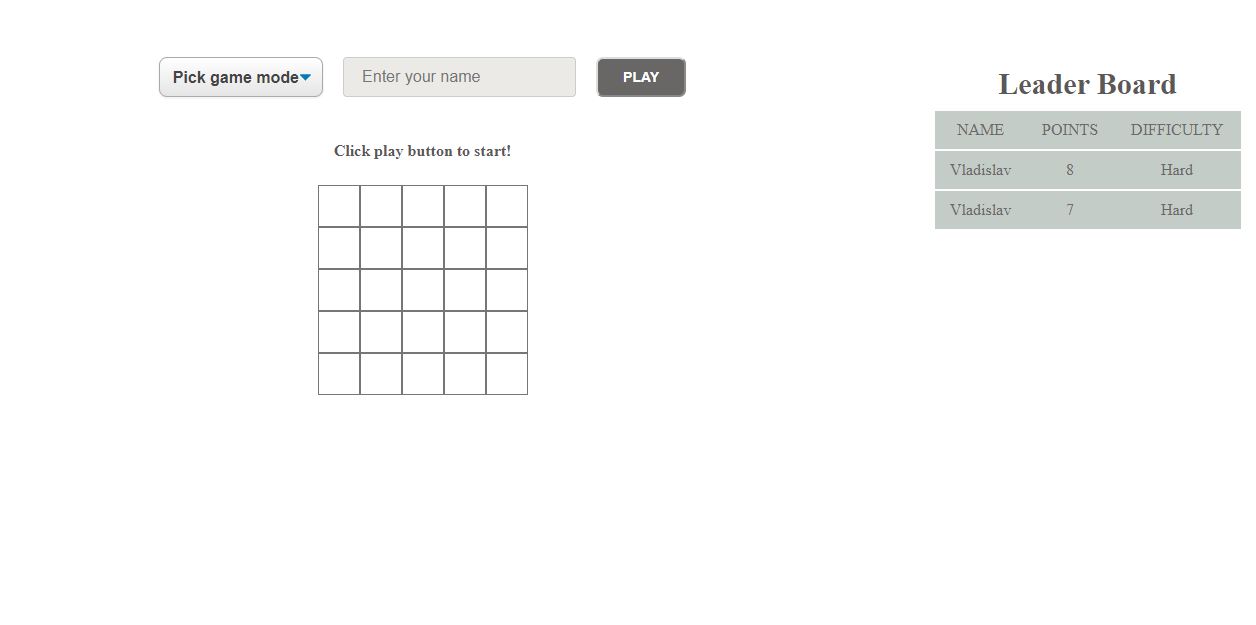 Pick game mode Enter your name PLAY
Click play button to start!
Leader Board
NAME POINTS DIFFICULTY
Vladislav 8 Hard
Vladislav 7 Hard